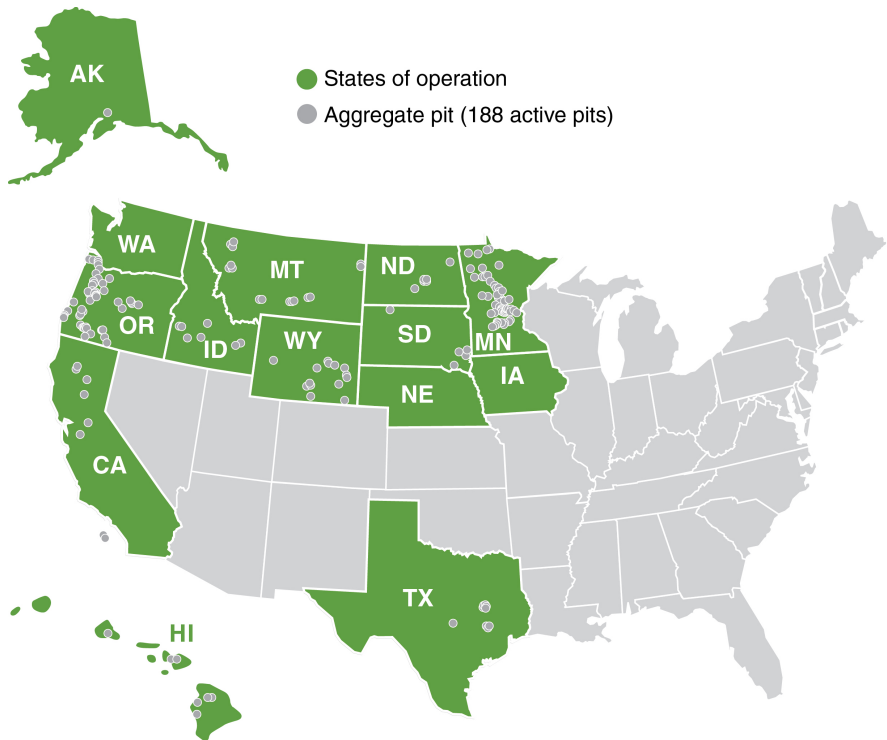 AK
States of operation
Aggregate pit (188 active pits)
WA
MT
ND
OR
ID
WY
SD
MN
NE
IA
CA
TX
HI